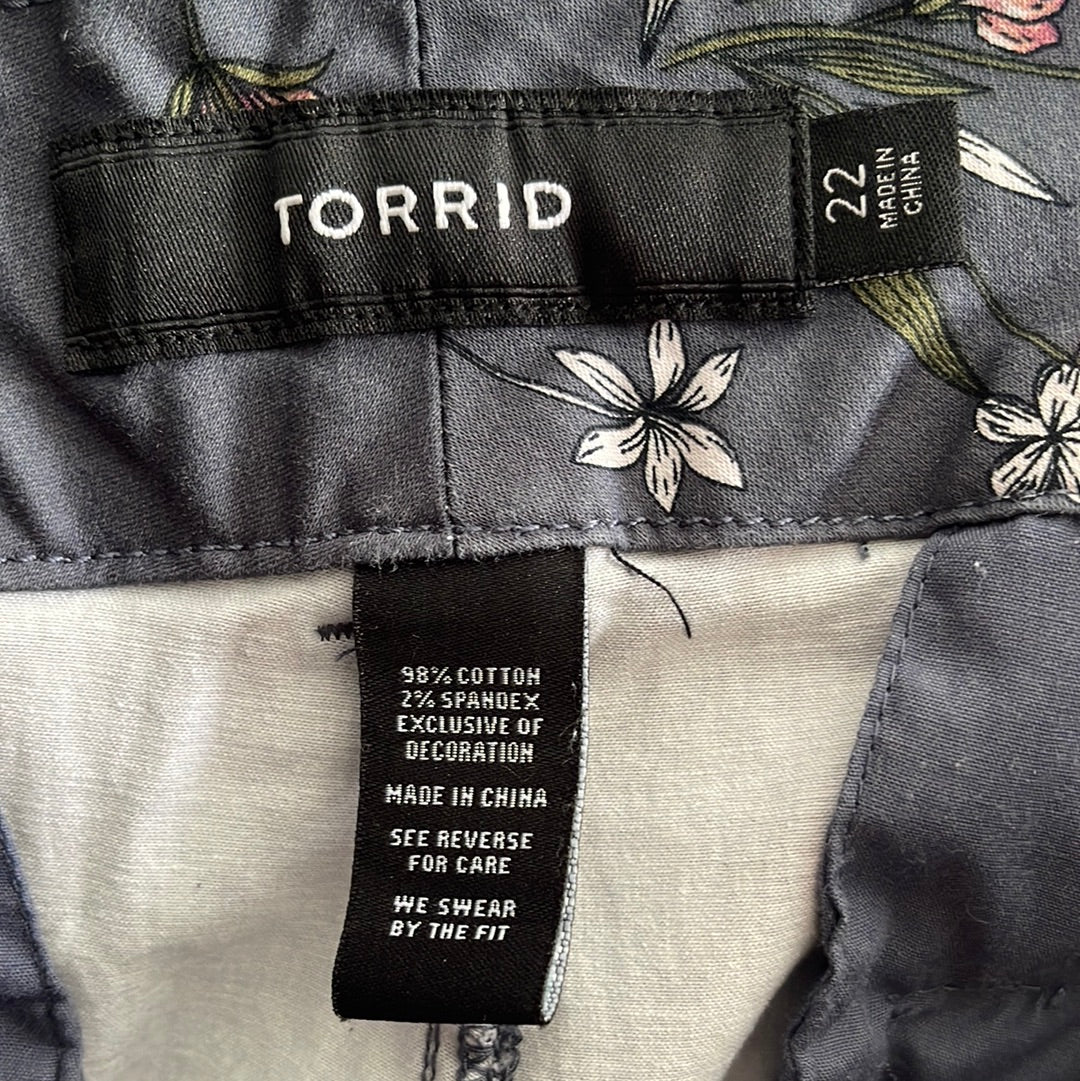 TORRID
22
MADE IN
CHINA
98% COTTON
2% SPANDEX
EXCLUSIVE OF
DECORATION
MADE IN CHINA
SEE REVERSE
FOR CARE
WE SWEAR
BY THE FIT